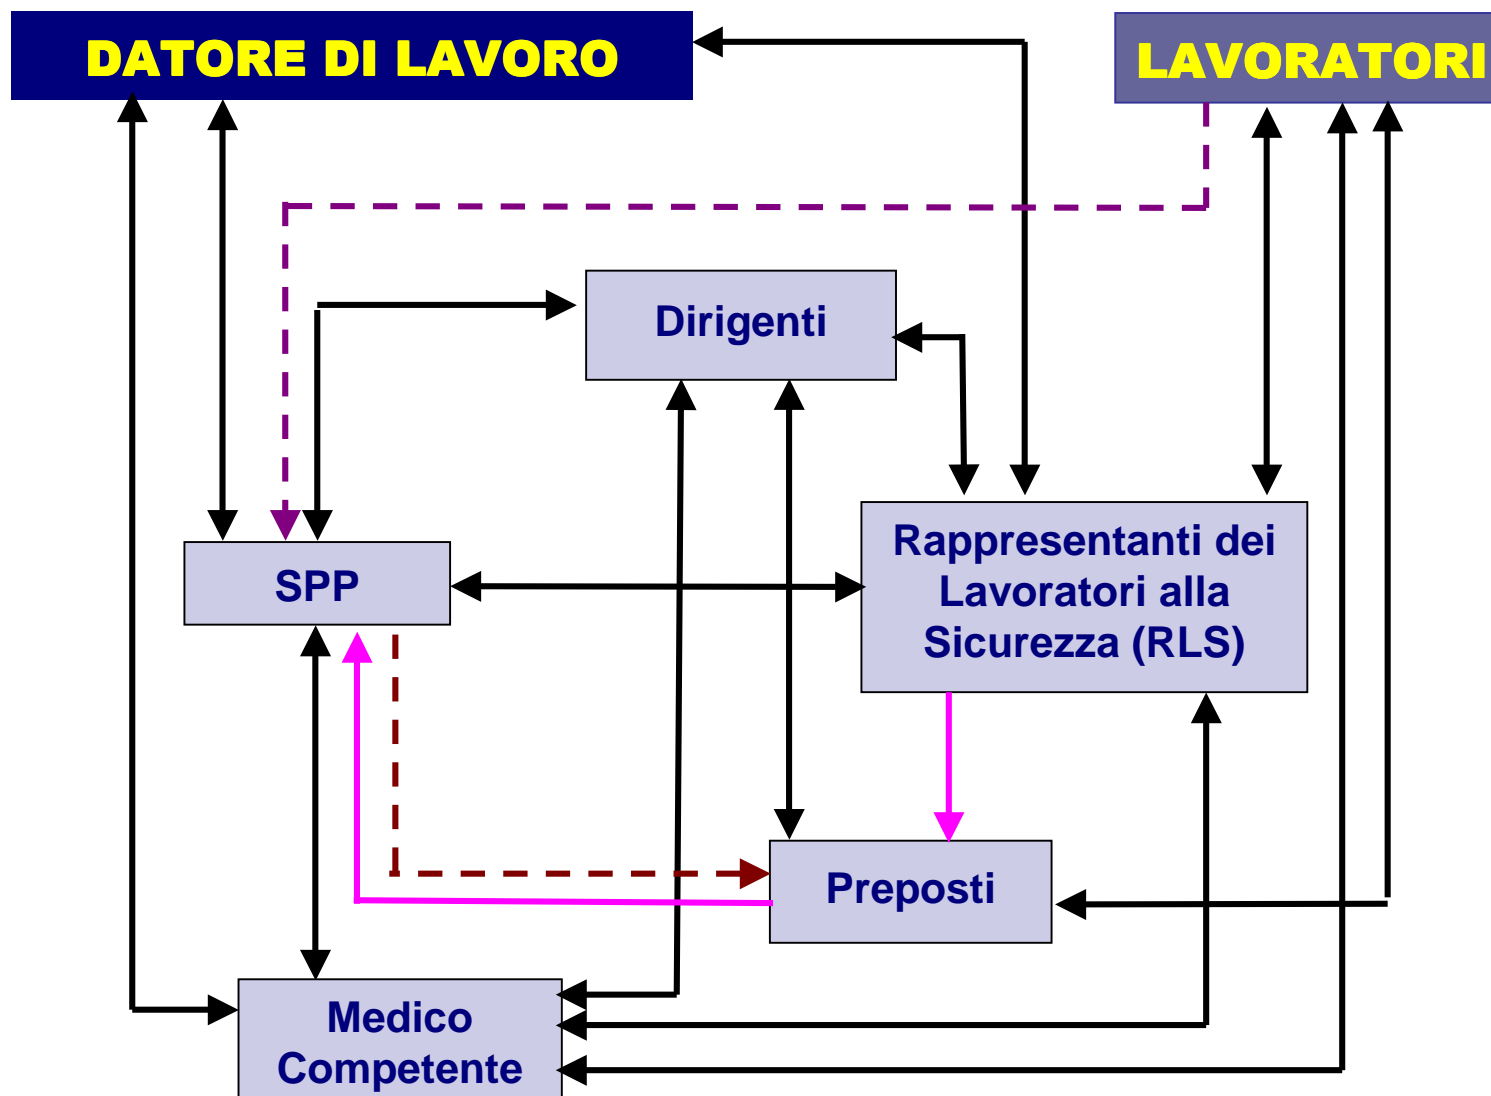 DATORE DI LAVORO
LAVORATORI
Dirigenti
SPP
Rappresentanti dei
Lavoratori alla
Sicurezza (RLS)
Preposti
Medico
Competente